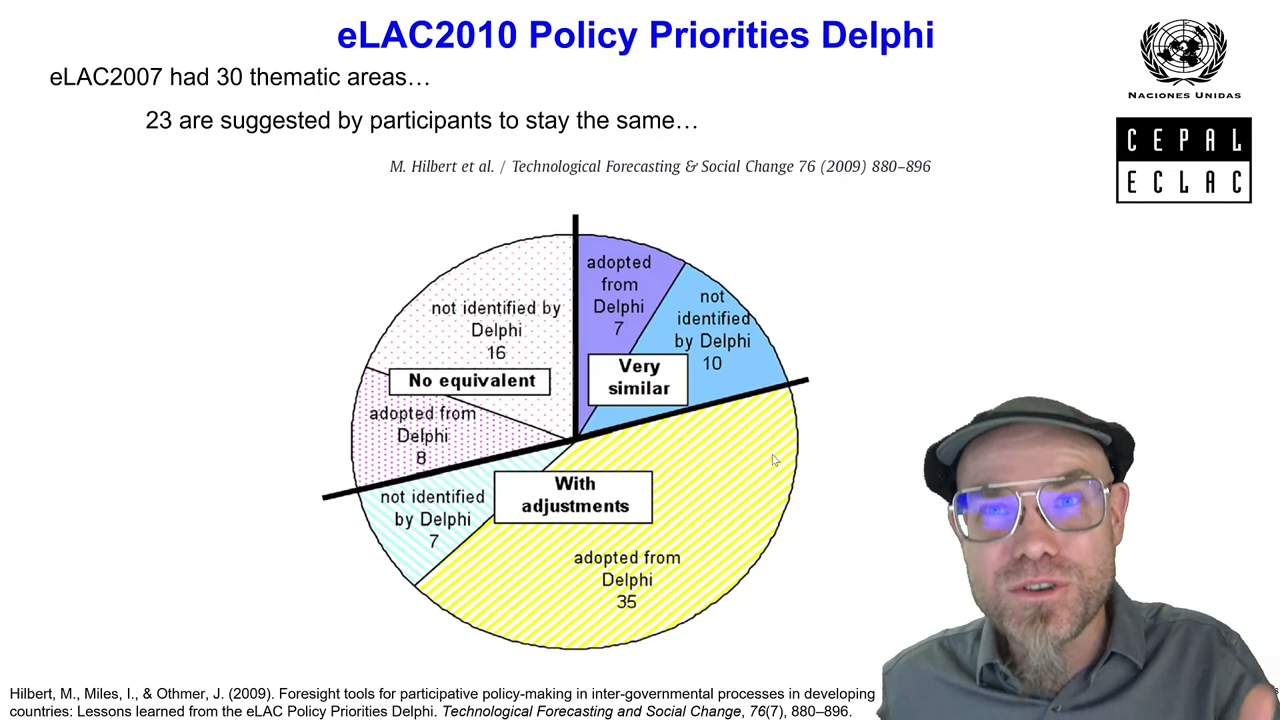 eLAC2010 Policy Priorities Delphi
eLAC2007 had 30 thematic areas…
23 are suggested by participants to stay the same…
M. Hilbert et al. / Technological Forecasting & Social Change 76 (2009) 880–896
NACIONES UNIDAS
CEPAL
ECLAC
adopted
from
Delphi
7
not
identified
by Delphi
10
Very
similar
not identified by
Delphi
16
No equivalent
adopted from
Delphi
8
not identified
by Delphi
7
With
adjustments
adopted from
Delphi
35
Hilbert, M., Miles, I., & Othmer, J. (2009). Foresight tools for participative policy-making in inter-governmental processes in developing
countries: Lessons learned from the eLAC Policy Priorities Delphi. Technological Forecasting and Social Change, 76(7), 880–896.